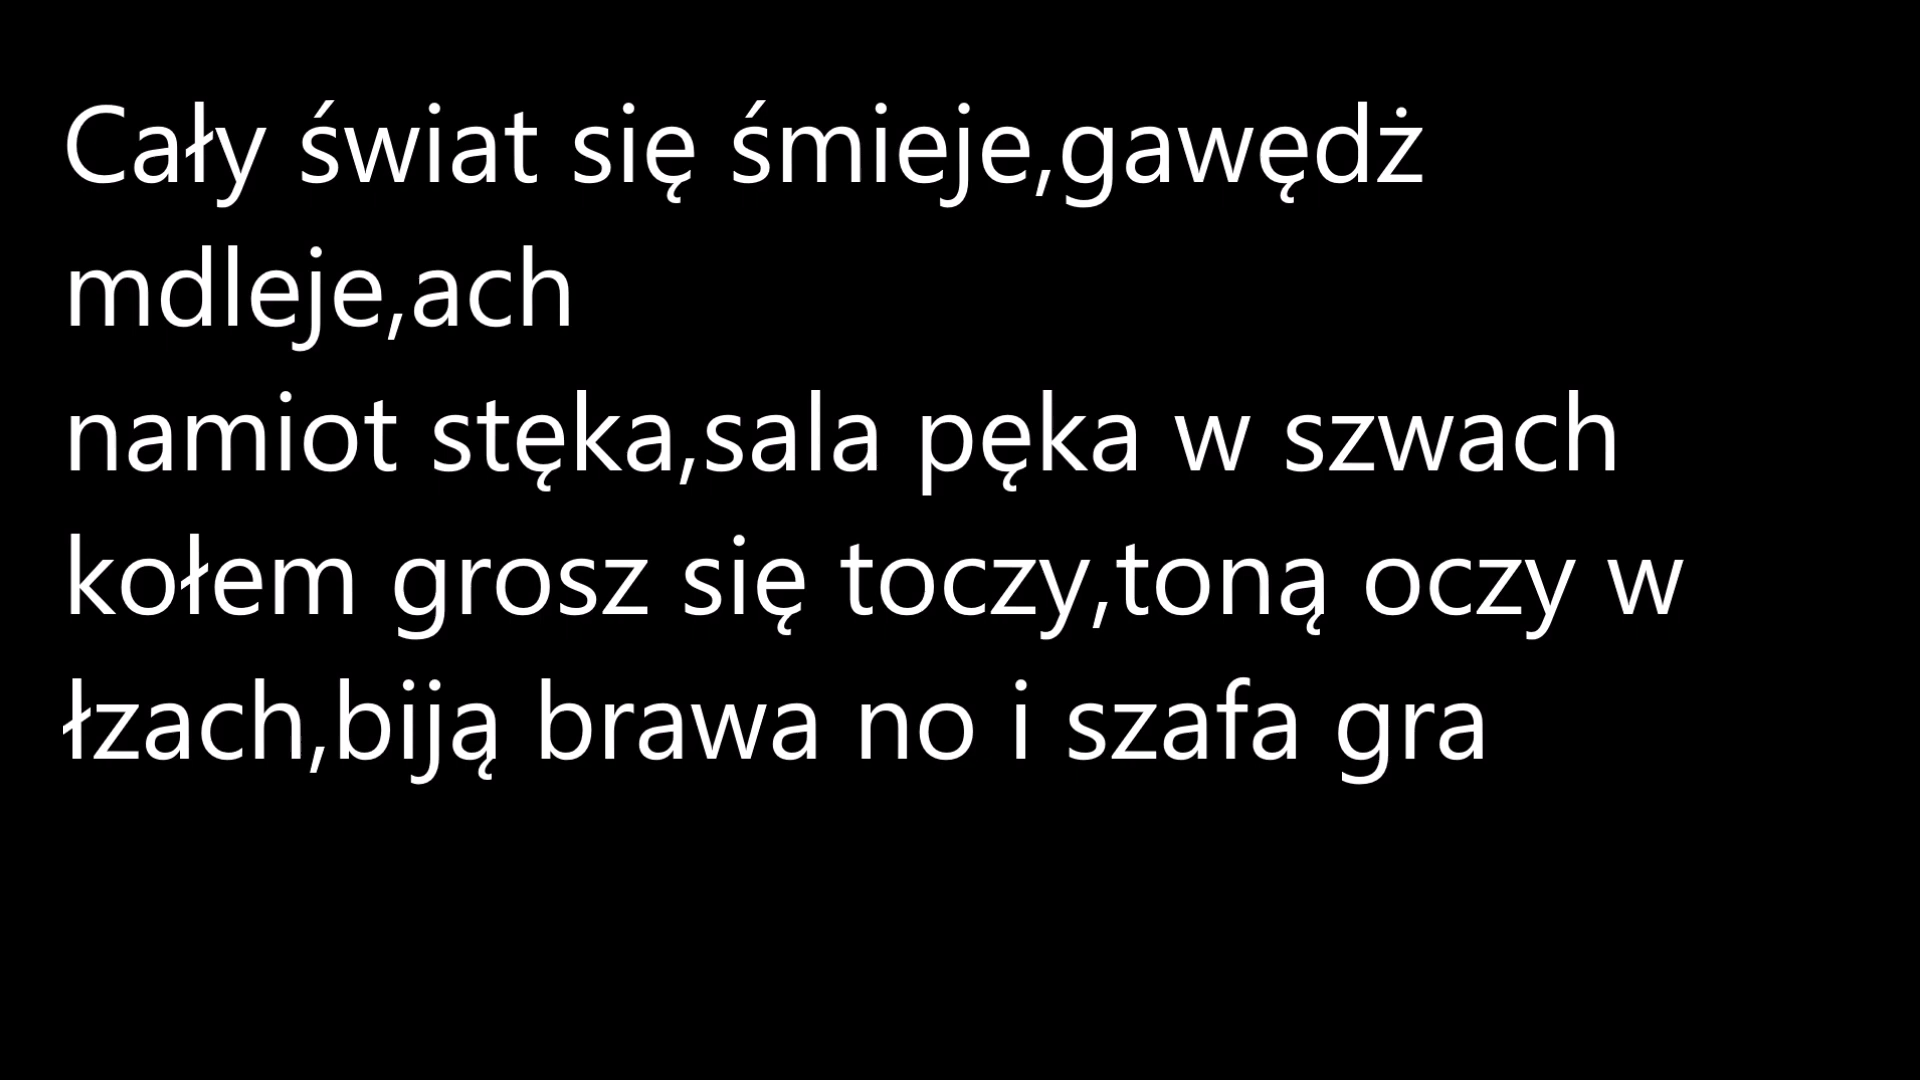 Cały świat się śmieje,gawędż
mdleje,ach
namiot stęka,sala pęka w szwach
kołem grosz się toczy,toną oczy w
łzach,biją brawa no i szafa gra